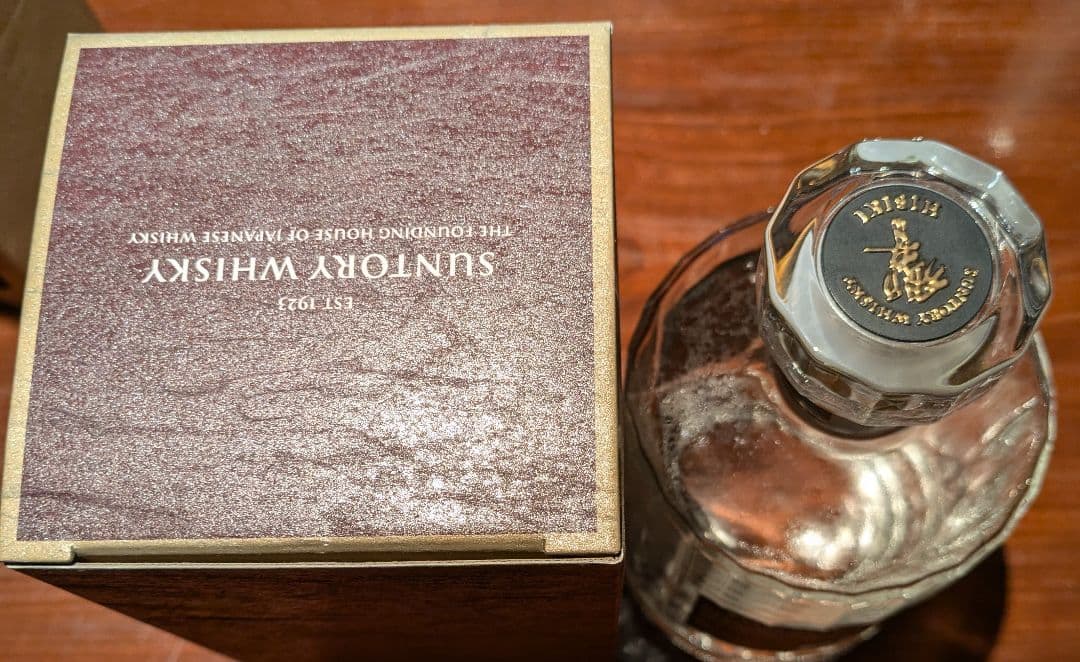 EST 1923
SUNTORY WHISKY
THE FOUNDING HOUSE OF JAPANESE WHISKY
HIBIKI
SUNTORY WHISKY